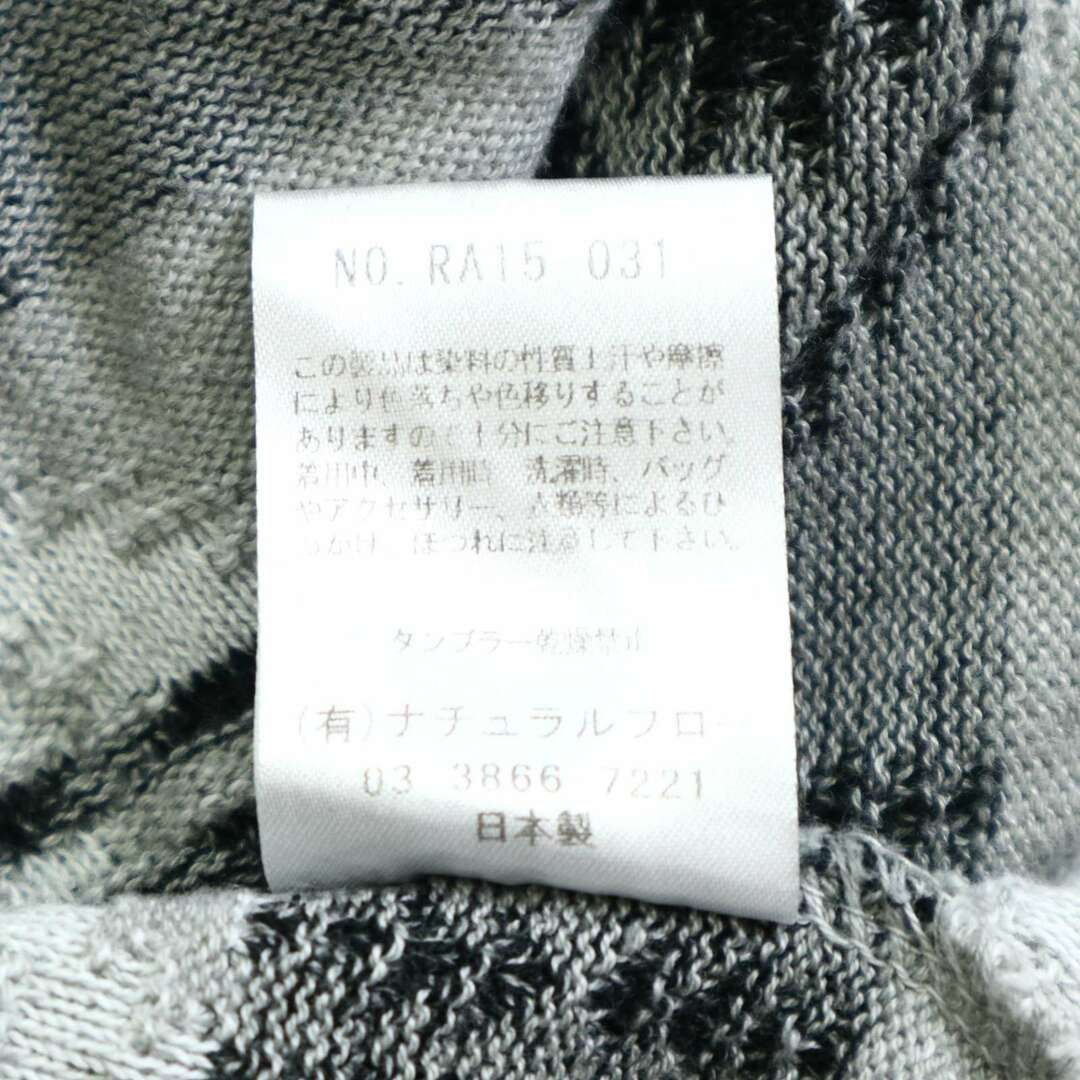 NO. RA15 031
この製品は染料の性質上汗や摩擦
により色落ちや色移りすることが
ありますので十分にご注意下さい。
着用中、着用時、洗濯時、バッグ
やアクセサリー、衣類等によるひ
っかけ、ほつれに注意して下さい。
タンブラー乾燥禁止
(有)ナチュラルフロー
03 3866 7221
日本製